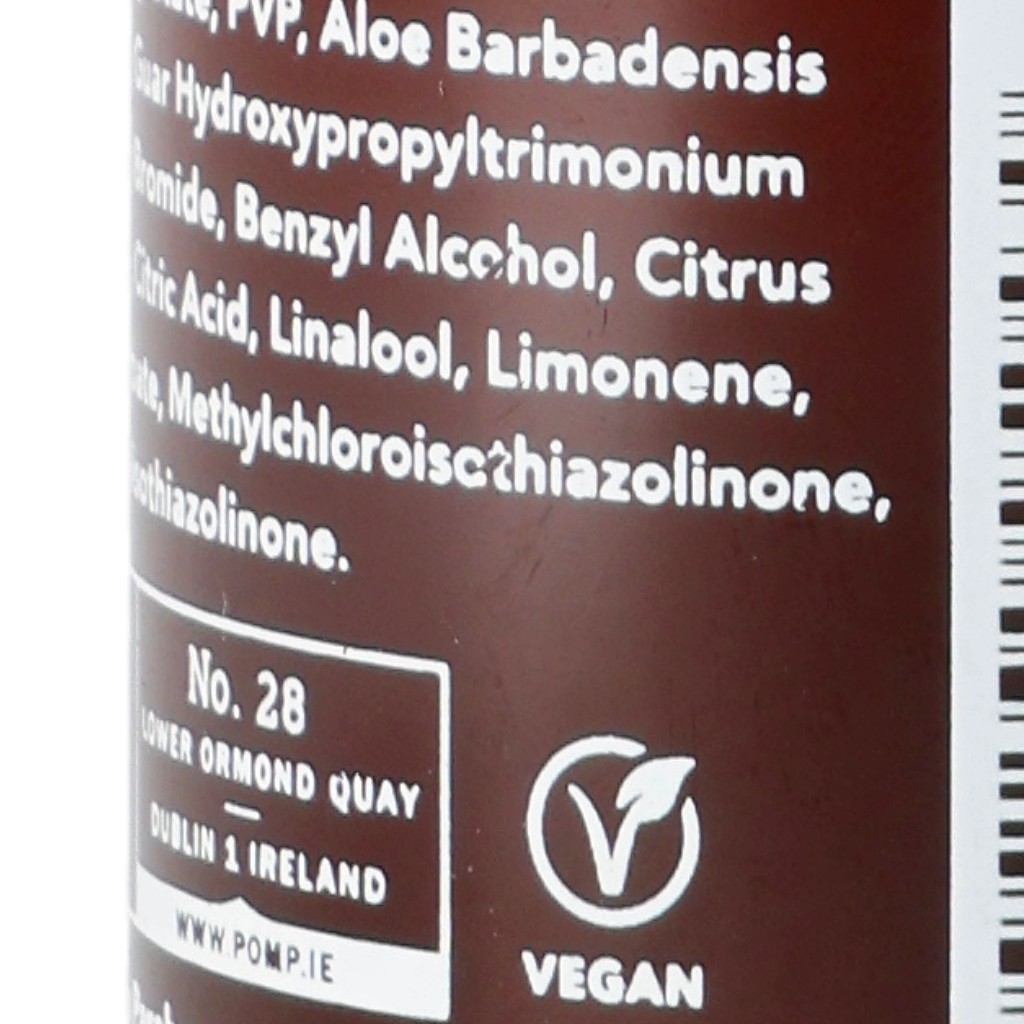 PVP, Aloe Barbadensis
Hydroxypropyltrimonium
Benzyl Alcohol, Citrus
Citric Acid, Linalool, Limonene,
Methylchloroisothiazolinone,
No. 28
LOWER ORMOND QUAY
DUBLIN 1 IRELAND
WWW.POMP.IE
VEGAN